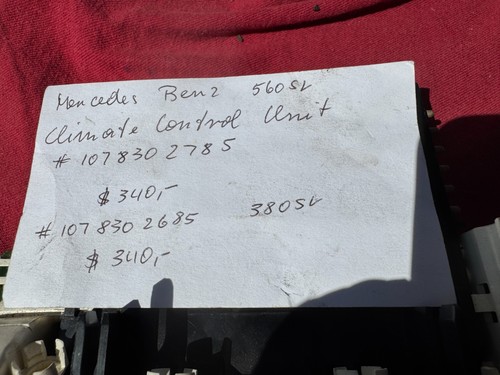 Mercedes Benz 560SL
Climate Control Unit
# 107 830 2785
$ 340,-
# 107 830 2685 380SL
$ 340,-